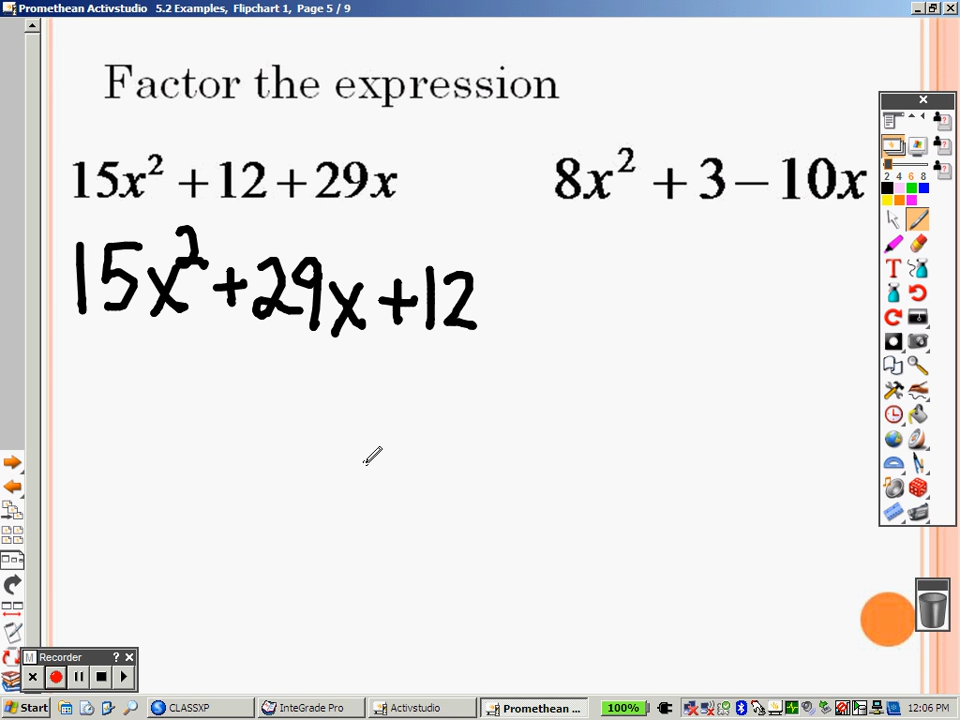 Promethean Activstudio 5.2 Examples, Flipchart 1, Page 5 / 9
Factor the expression
15x² + 12 + 29x
8x² + 3 − 10x
15x² + 29x + 12
2 4 6 8
T
M Recorder ? ×
Start
CLASSXP
InteGrade Pro
Activstudio
Promethean ...
100%
12:06 PM